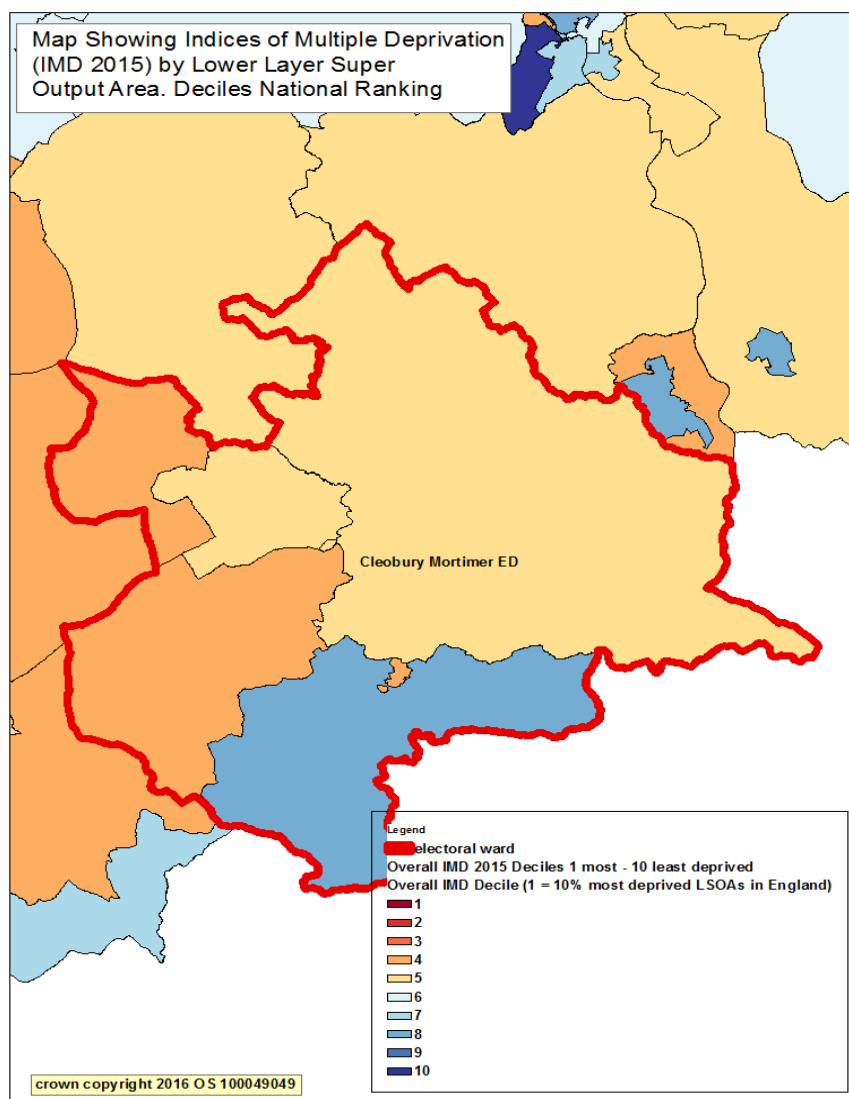 Map Showing Indices of Multiple Deprivation
(IMD 2015) by Lower Layer Super
Output Area. Deciles National Ranking
Cleobury Mortimer ED
Legend
electoral ward
Overall IMD 2015 Deciles 1 most - 10 least deprived
Overall IMD Decile (1 = 10% most deprived LSOAs in England)
1
2
3
4
5
6
7
8
9
10
crown copyright 2016 OS 100049049